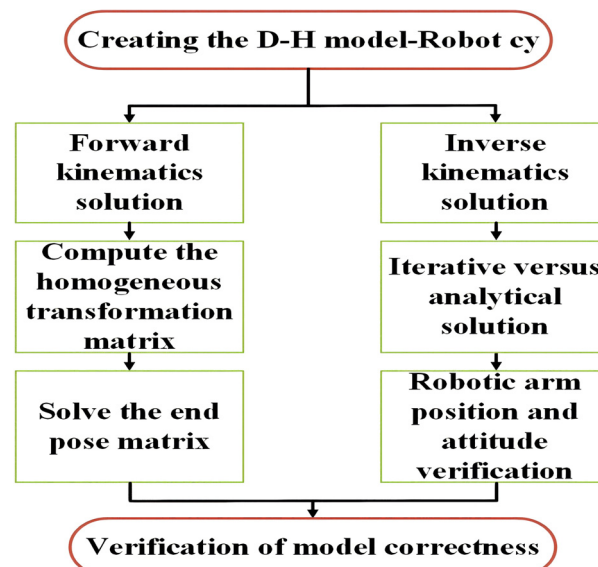 Creating the D-H model-Robot cy
Forward
kinematics
solution
Compute the
homogeneous
transformation
matrix
Solve the end
pose matrix
Inverse
kinematics
solution
Iterative versus
analytical
solution
Robotic arm
position and
attitude
verification
Verification of model correctness